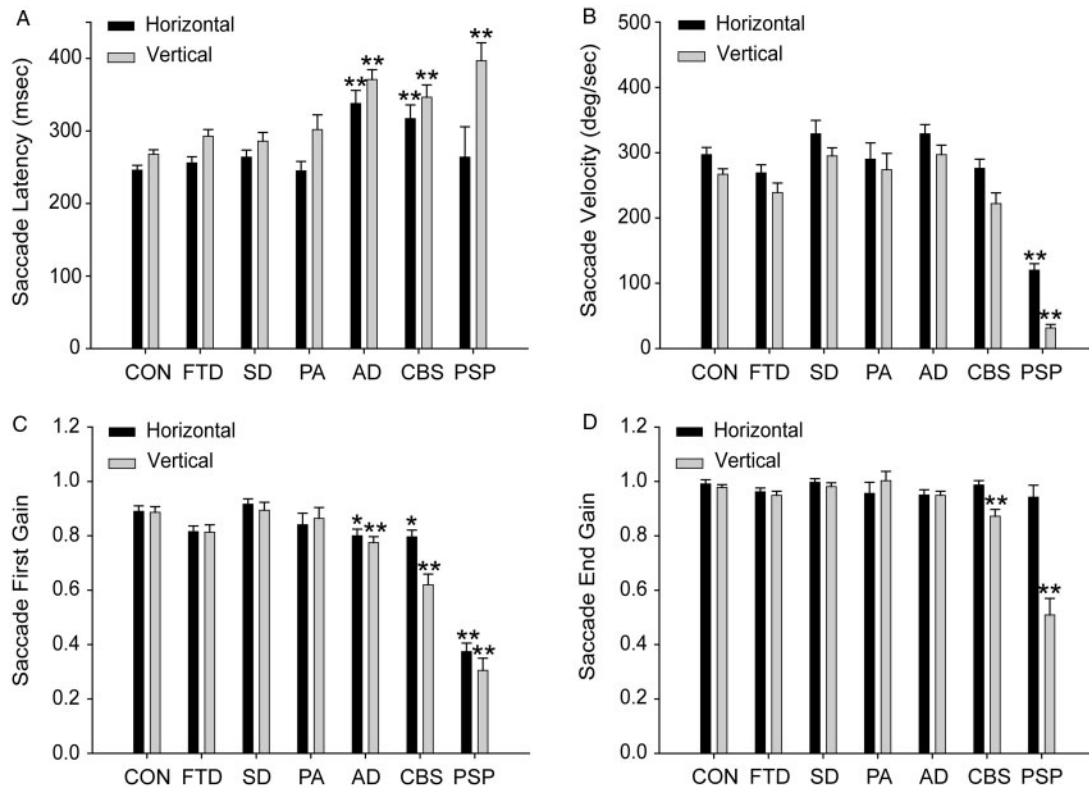 A
Horizontal
Vertical
Saccade Latency (msec)
400
300
200
100
0
** ** ** ** **
CON FTD SD PA AD CBS PSP
B
Horizontal
Vertical
Saccade Velocity (deg/sec)
500
400
300
200
100
0
** **
CON FTD SD PA AD CBS PSP
C
Horizontal
Vertical
Saccade First Gain
1.2
1.0
0.8
0.6
0.4
0.2
0.0
* ** * ** ** **
CON FTD SD PA AD CBS PSP
D
Horizontal
Vertical
Saccade End Gain
1.2
1.0
0.8
0.6
0.4
0.2
0.0
** **
CON FTD SD PA AD CBS PSP